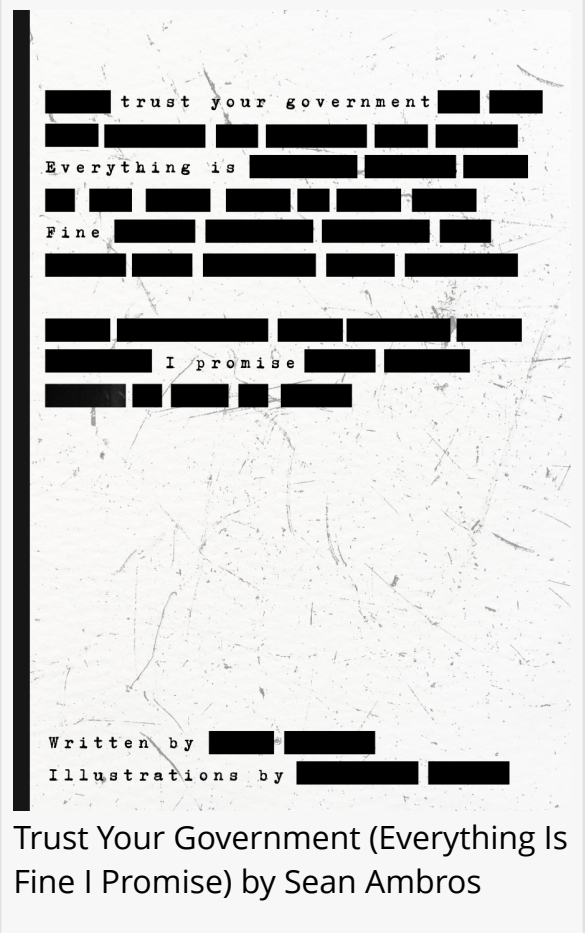 trust your government
Everything is
Fine
I promise
Written by
Illustrations by
Trust Your Government (Everything Is
Fine I Promise) by Sean Ambros